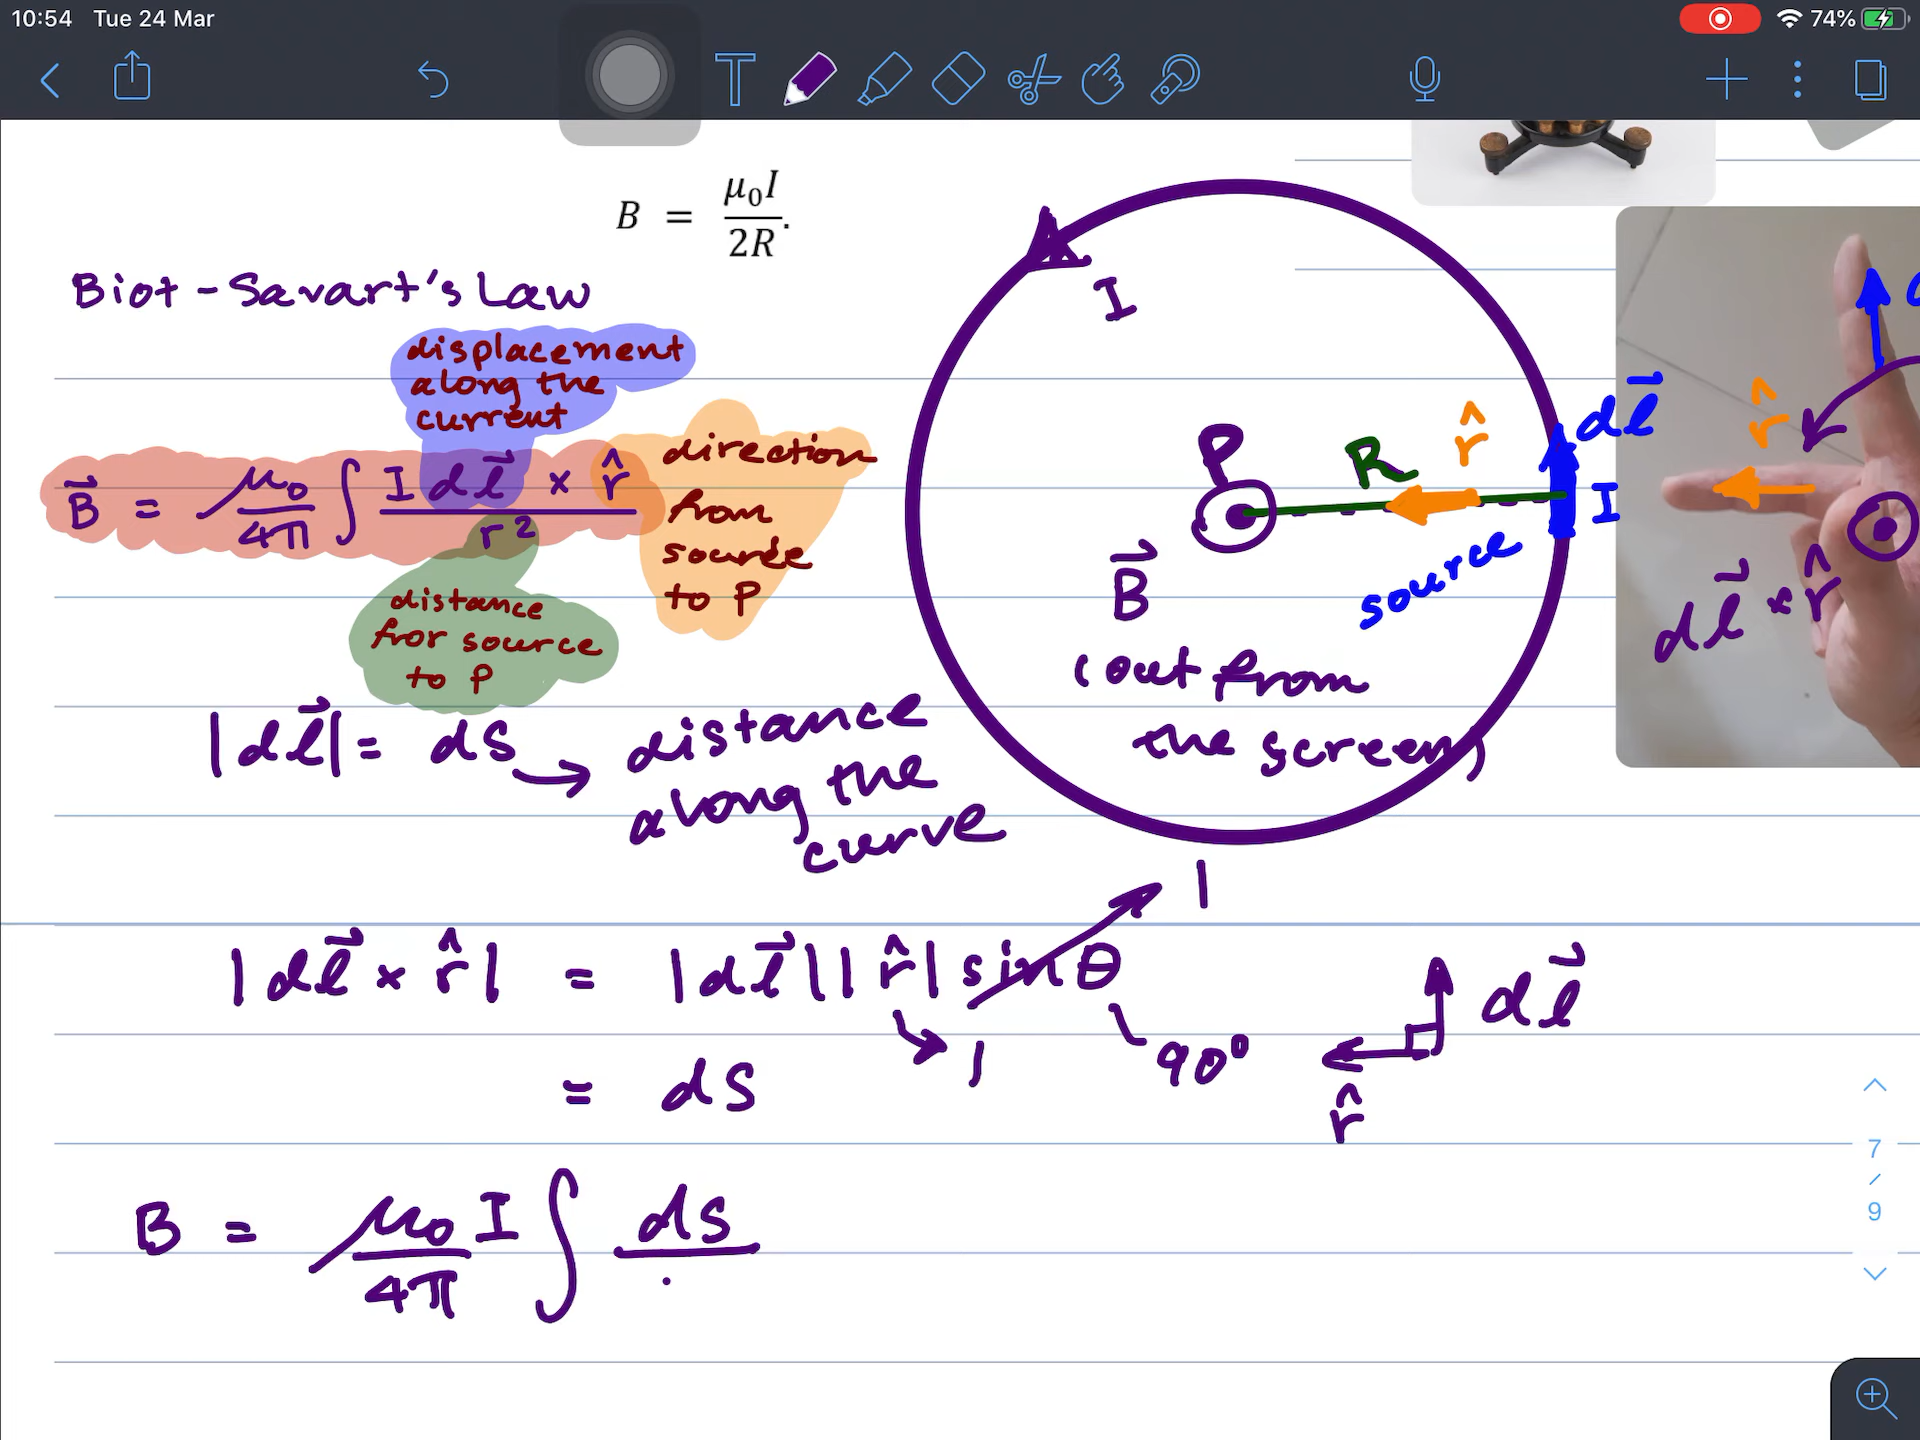 10:54 Tue 24 Mar
74%
T
B = μ₀I / 2R.
Biot-Savart's Law
displacement
along the
current
B⃗ = μ₀/4π ∫ I dl⃗ × r̂ / r²
direction
from
source
to P
distance
fror source
to P
|dl⃗| = ds → distance
along the
curve
I
P
R
r̂
dl⃗
I
source
B⃗
(out from
the screen)
r̂
dl⃗ × r̂
|dl⃗ × r̂| = |dl⃗||r̂| sin θ
1
1
90°
dl⃗
r̂
= ds
B = μ₀I/4π ∫ ds/
7
/
9